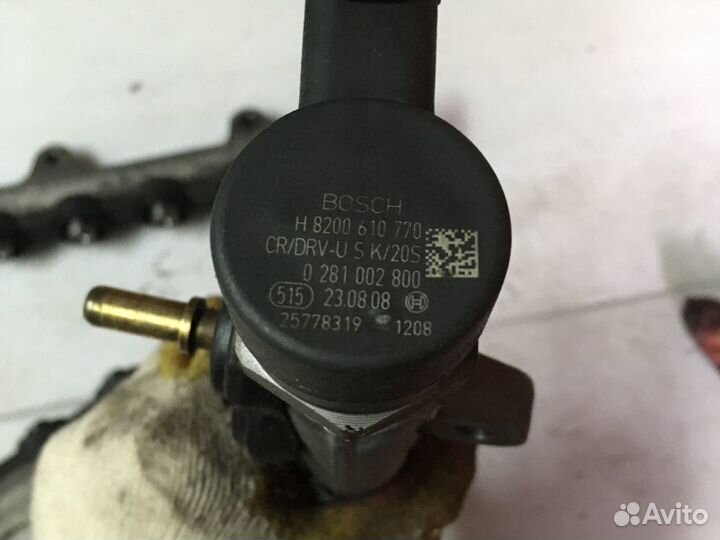 BOSCH
H 8200 610 770
CR/DRV-U S K/20S
0 281 002 800
515 23.08.08
25778319 1208
Avito